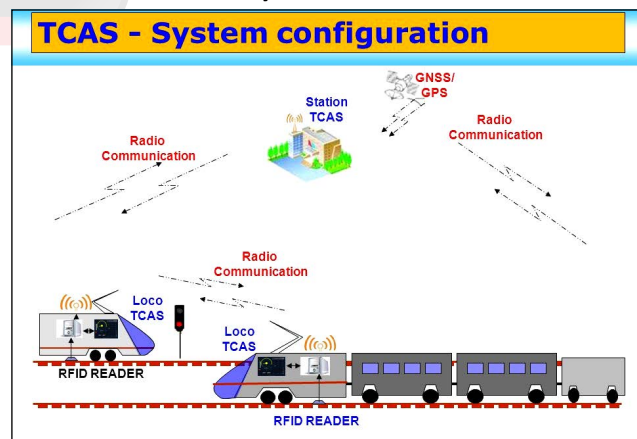 TCAS - System configuration
GNSS/
GPS
Station
TCAS
Radio
Communication
Radio
Communication
Radio
Communication
Loco
TCAS
Loco
TCAS
RFID READER
RFID READER